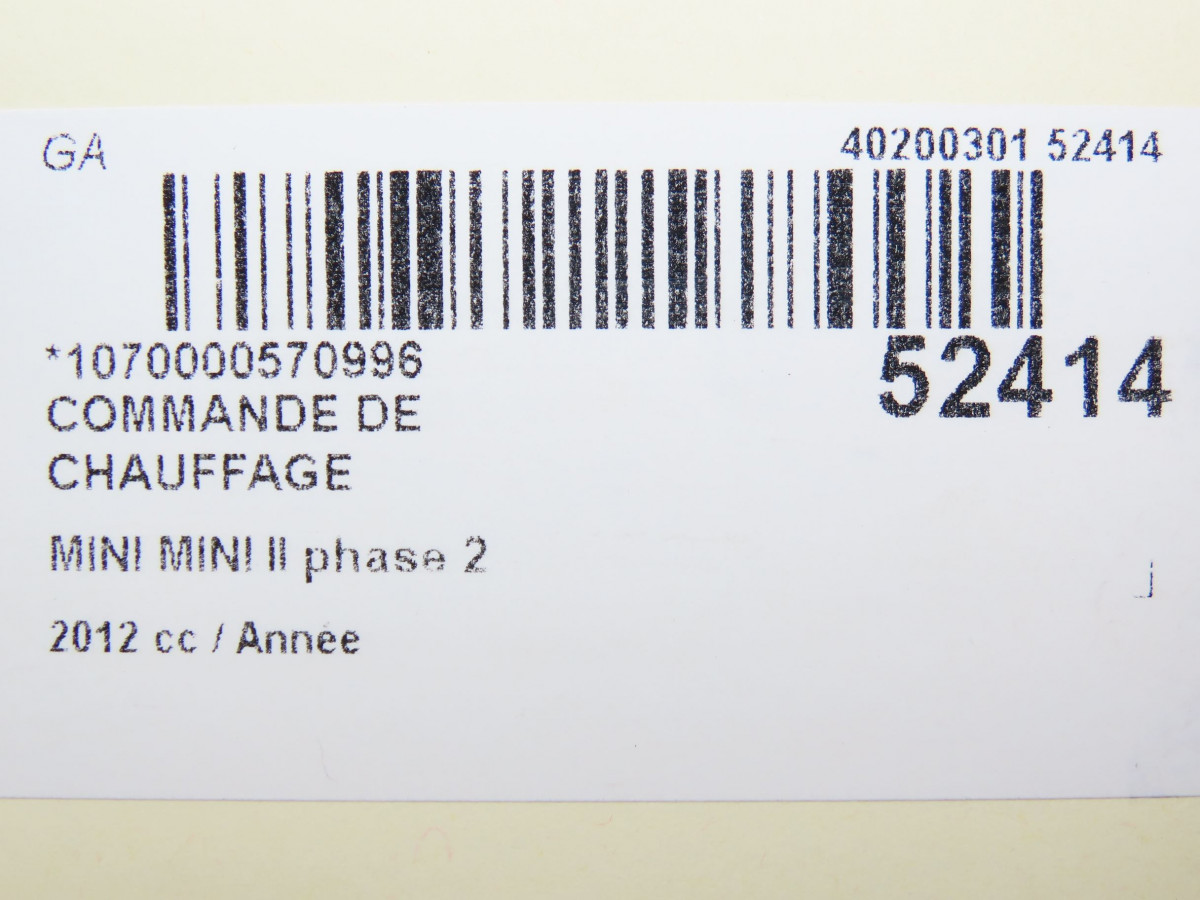 GA
40200301 52414
*1070000570996
52414
COMMANDE DE
CHAUFFAGE
MINI MINI II phase 2
2012 cc / Année